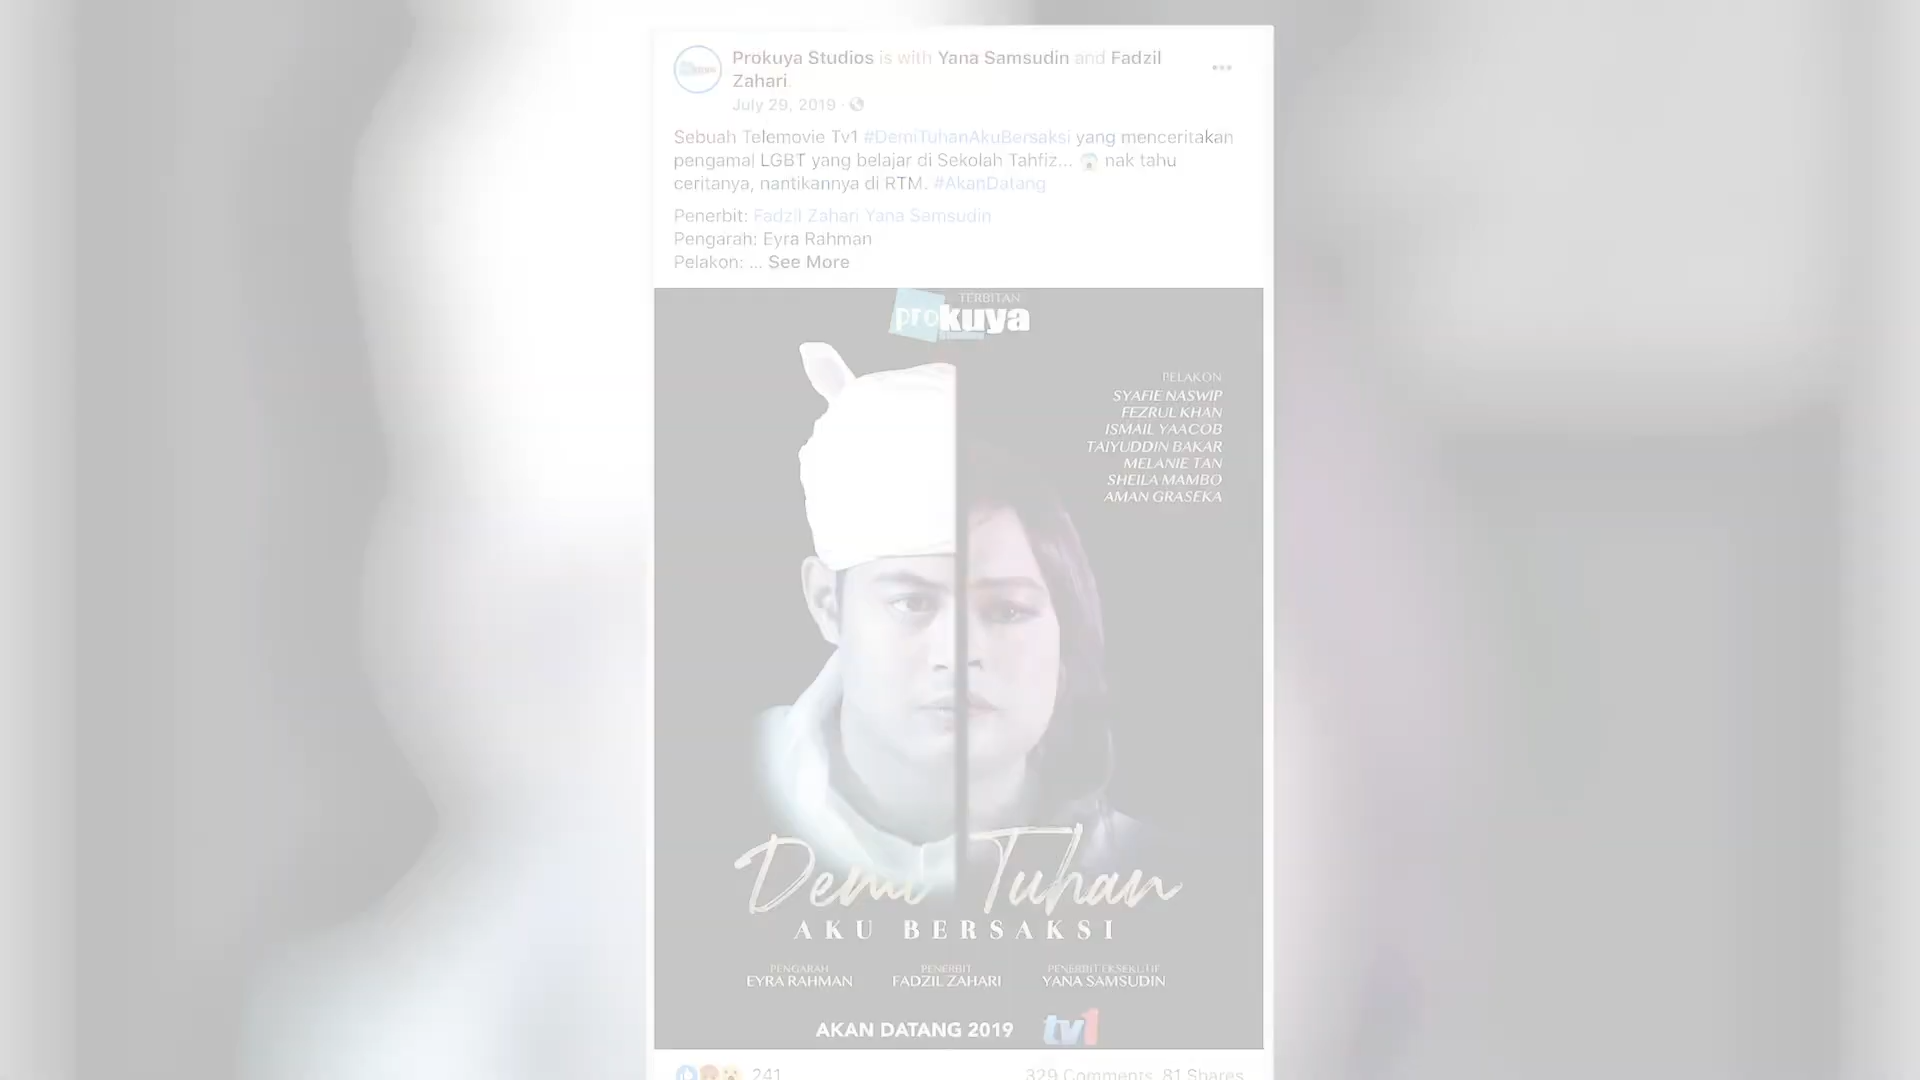 Prokuya Studios is with Yana Samsudin and Fadzil
Zahari.
July 29, 2019 ·
Sebuah Telemovie Tv1 #DemiTuhanAkuBersaksi yang menceritakan
pengamal LGBT yang belajar di Sekolah Tahfiz... nak tahu
ceritanya, nantikannya di RTM. #AkanDatang
Penerbit: Fadzil Zahari Yana Samsudin
Pengarah: Eyra Rahman
Pelakon: ... See More
TERBITAN
prokuya
PELAKON
SYAFIE NASWIP
FEZRUL KHAN
ISMAIL YAACOB
TAIYUDDIN BAKAR
MELANIE TAN
SHEILA MAMBO
AMAN GRASEKA
Demi Tuhan
AKU BERSAKSI
PENGARAH
EYRA RAHMAN
PENERBIT
FADZIL ZAHARI
PENERBIT EKSEKUTIF
YANA SAMSUDIN
AKAN DATANG 2019
tv1
241
329 Comments 81 Shares